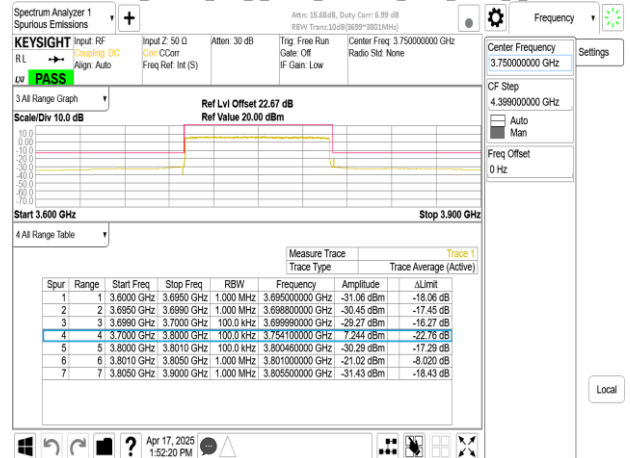 Spectrum Analyzer 1
Spurious Emissions
Attn: 15.68dB, Duty Corr: 6.99 dB
RBW Trans:10dB(3699~3801MHz)
Frequency
KEYSIGHT
Input: RF
Coupling: DC
Align: Auto
Input Z: 50 Ω
Corr CCorr
Freq Ref: Int (S)
Atten: 30 dB
Trig: Free Run
Gate: Off
IF Gain: Low
Center Freq: 3.750000000 GHz
Radio Std: None
R L
LXI
PASS
Center Frequency
3.750000000 GHz
Settings
CF Step
4.399000000 GHz
Auto
Man
Freq Offset
0 Hz
3 All Range Graph
Ref Lvl Offset 22.67 dB
Scale/Div 10.0 dB
Ref Value 20.00 dBm
10.0
0.00
-10.0
-20.0
-30.0
-40.0
-50.0
-60.0
-70.0
Start 3.600 GHz
Stop 3.900 GHz
4 All Range Table
Measure Trace Trace 1
Trace Type Trace Average (Active)
Spur Range Start Freq Stop Freq RBW Frequency Amplitude ΔLimit
1 1 3.6000 GHz 3.6950 GHz 1.000 MHz 3.695000000 GHz -31.06 dBm -18.06 dB
2 2 3.6950 GHz 3.6990 GHz 1.000 MHz 3.698800000 GHz -30.45 dBm -17.45 dB
3 3 3.6990 GHz 3.7000 GHz 100.0 kHz 3.699990000 GHz -29.27 dBm -16.27 dB
4 4 3.7000 GHz 3.8000 GHz 100.0 kHz 3.754100000 GHz 7.244 dBm -22.76 dB
5 5 3.8000 GHz 3.8010 GHz 100.0 kHz 3.800460000 GHz -30.29 dBm -17.29 dB
6 6 3.8010 GHz 3.8050 GHz 1.000 MHz 3.801000000 GHz -21.02 dBm -8.020 dB
7 7 3.8050 GHz 3.9000 GHz 1.000 MHz 3.805500000 GHz -31.43 dBm -18.43 dB
Local
?
Apr 17, 2025
1:52:20 PM